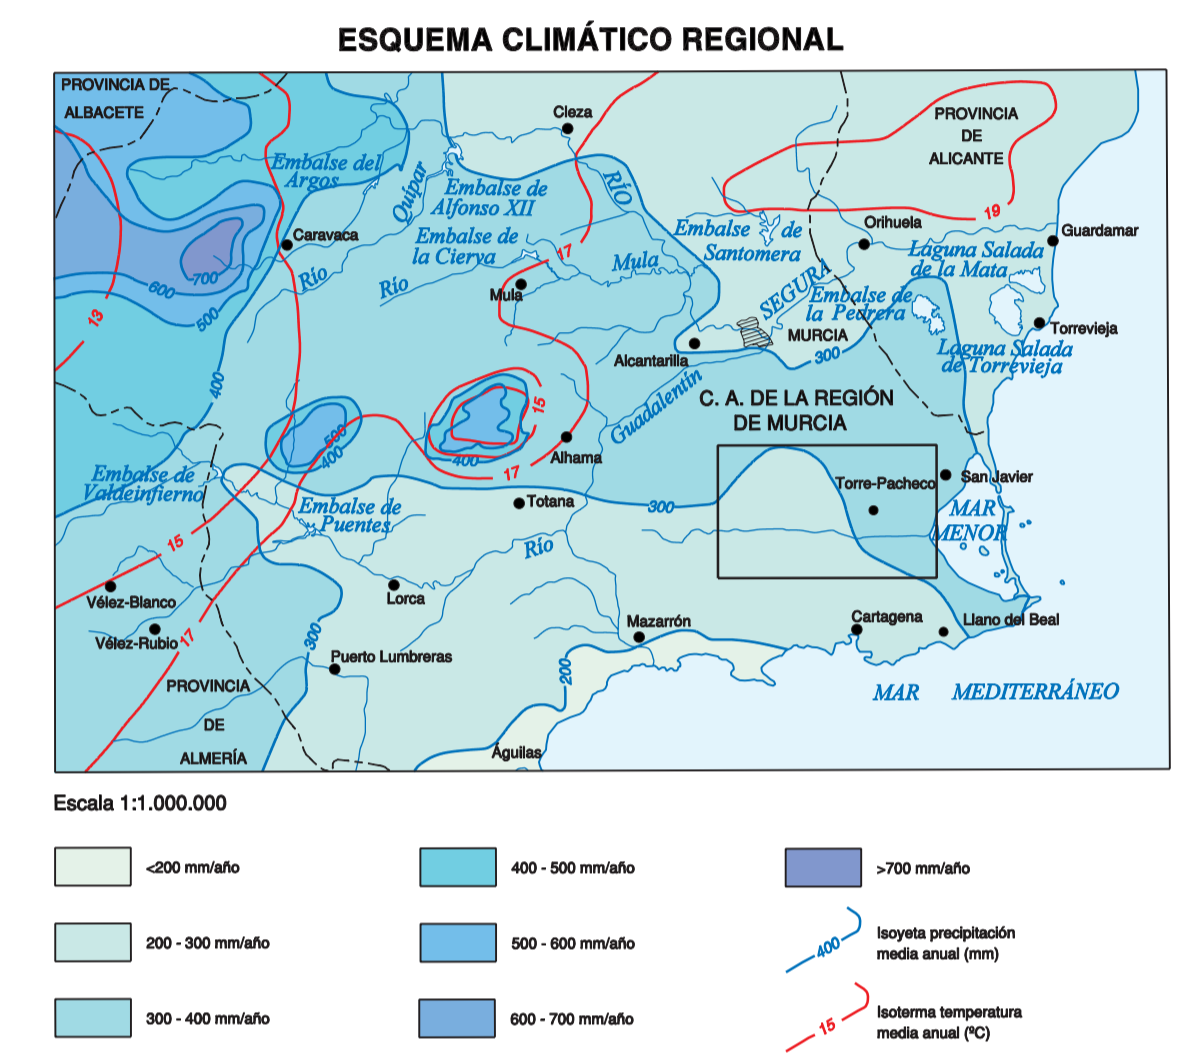 ESQUEMA CLIMÁTICO REGIONAL
PROVINCIA DE
ALBACETE
Cieza
PROVINCIA
DE
ALICANTE
Embalse del
Argos
Quípar
Embalse de
Alfonso XII
RÍO
19
Caravaca
Embalse de
la Cierva
17
Embalse de
Santomera
Orihuela
Guardamar
Laguna Salada
de la Mata
700
600
500
Río
Río
Mula
Mula
SEGURA
Embalse de
la Pedrera
13
MURCIA
Torrevieja
Alcantarilla
300
Laguna Salada
de Torrevieja
400
15
Guadalentín
C. A. DE LA REGIÓN
DE MURCIA
500
400
400
17
Alhama
Embalse de
Valdeinfierno
Torre-Pacheco
San Javier
Embalse de
Puentes
Totana
300
MAR
MENOR
15
Río
Vélez-Blanco
Lorca
Vélez-Rubio
17
300
Mazarrón
Cartagena
Llano del Beal
Puerto Lumbreras
200
PROVINCIA
DE
ALMERÍA
MAR MEDITERRÁNEO
Águilas
Escala 1:1.000.000
<200 mm/año
400 - 500 mm/año
>700 mm/año
200 - 300 mm/año
500 - 600 mm/año
400
Isoyeta precipitación
media anual (mm)
300 - 400 mm/año
600 - 700 mm/año
15
Isoterma temperatura
media anual (ºC)